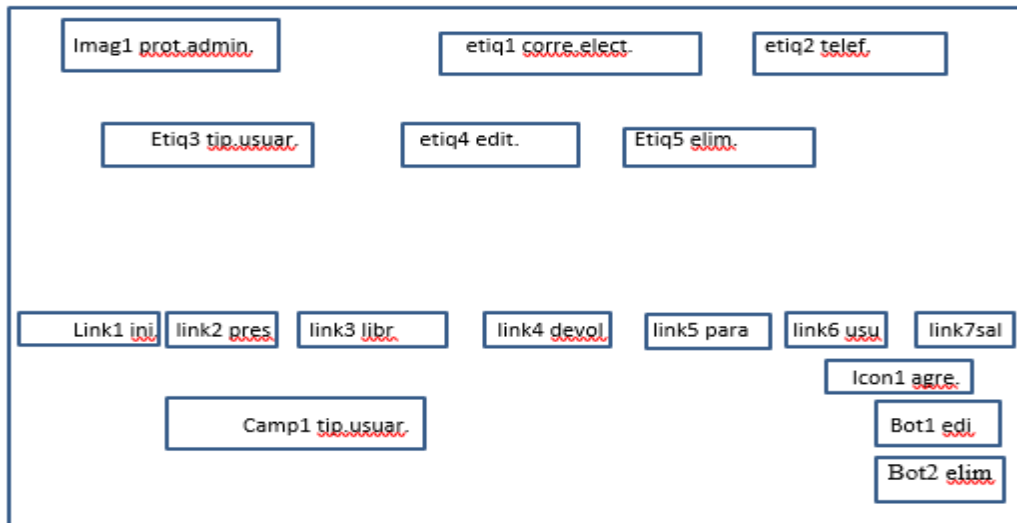 Imag1 prot.admin.
etiq1 corre.elect.
etiq2 telef.
Etiq3 tip.usuar.
etiq4 edit.
Etiq5 elim.
Link1 ini.
link2 pres
link3 libr
link4 devol
link5 para
link6 usu
link7sal
Icon1 agre.
Camp1 tip.usuar.
Bot1 edi
Bot2 elim